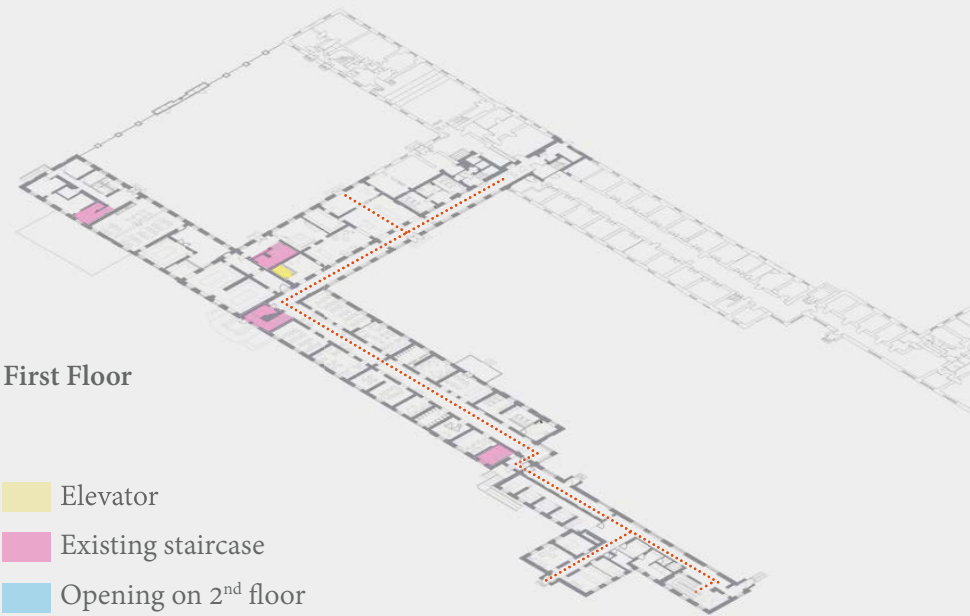 First Floor
Elevator
Existing staircase
Opening on 2nd floor